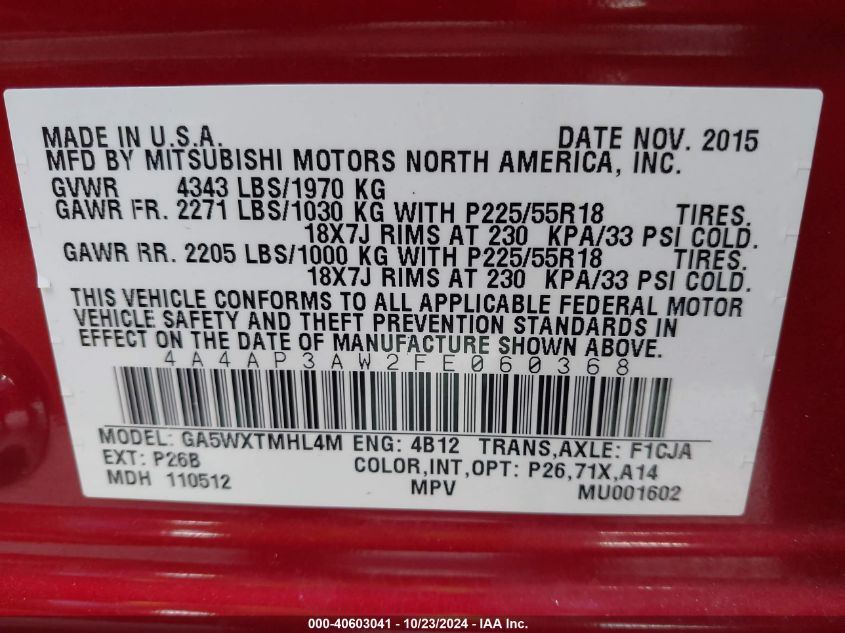 MADE IN U.S.A. DATE NOV. 2015
MFD BY MITSUBISHI MOTORS NORTH AMERICA, INC.
GVWR 4343 LBS/1970 KG
GAWR FR. 2271 LBS/1030 KG WITH P225/55R18 TIRES.
18X7J RIMS AT 230 KPA/33 PSI COLD.
GAWR RR. 2205 LBS/1000 KG WITH P225/55R18 TIRES.
18X7J RIMS AT 230 KPA/33 PSI COLD.
THIS VEHICLE CONFORMS TO ALL APPLICABLE FEDERAL MOTOR
VEHICLE SAFETY AND THEFT PREVENTION STANDARDS IN
EFFECT ON THE DATE OF MANUFACTURE SHOWN ABOVE.
4A4AP3AW2FE060368
MODEL: GA5WXTMHL4M ENG: 4B12 TRANS,AXLE: F1CJA
EXT: P26B COLOR,INT,OPT: P26,71X,A14
MDH 110512 MPV MU001602
000-40603041 - 10/23/2024 - IAA Inc.